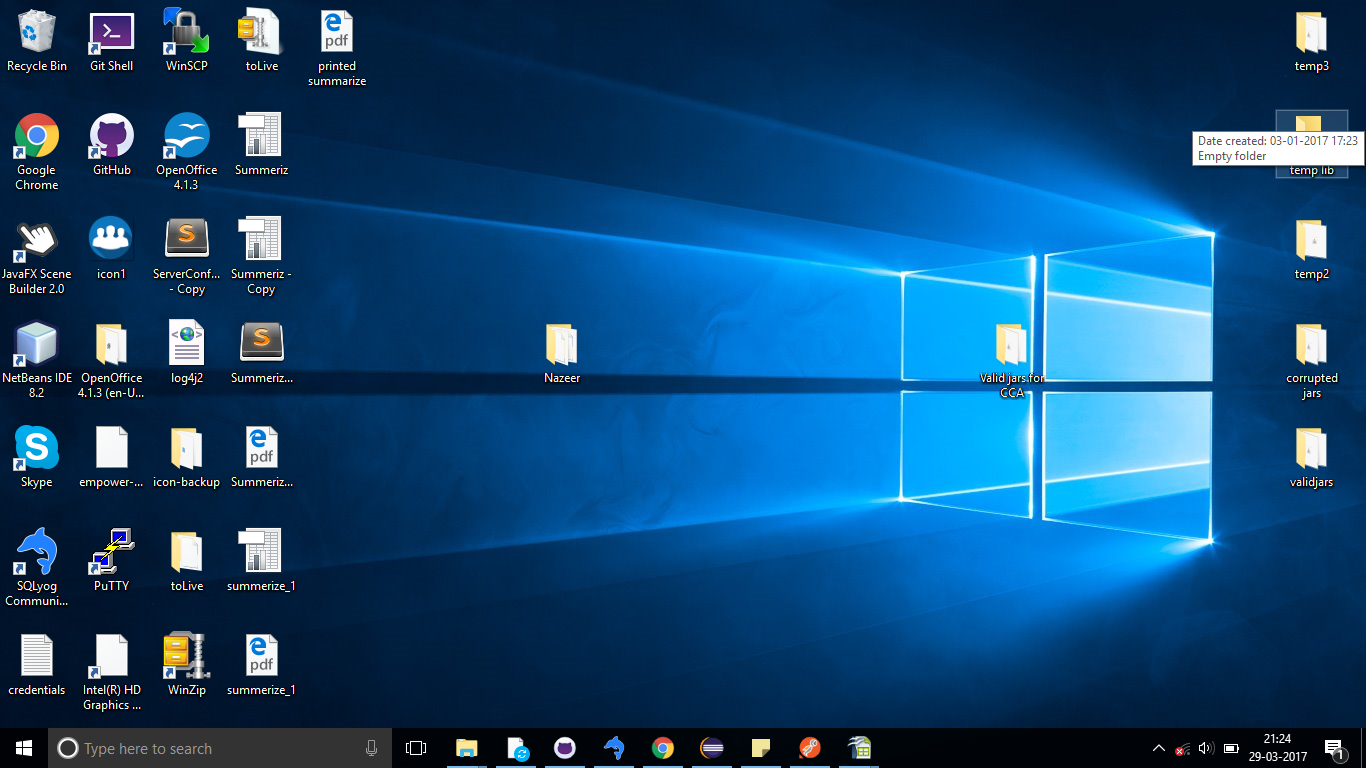 Recycle Bin
Git Shell
WinSCP
toLive
printed
summarize
temp3
Google
Chrome
GitHub
OpenOffice
4.1.3
Summeriz
Date created: 03-01-2017 17:23
Empty folder
temp lib
JavaFX Scene
Builder 2.0
icon1
ServerConf...
- Copy
Summeriz -
Copy
temp2
NetBeans IDE
8.2
OpenOffice
4.1.3 (en-U...
log4j2
Summeriz...
Nazeer
Valid jars for
CCA
corrupted
jars
Skype
empower-...
icon-backup
pdf
Summeriz...
validjars
SQLyog
Communi...
PuTTY
toLive
summerize_1
credentials
Intel(R) HD
Graphics ...
WinZip
pdf
summerize_1
pdf
Type here to search
21:24
29-03-2017
1